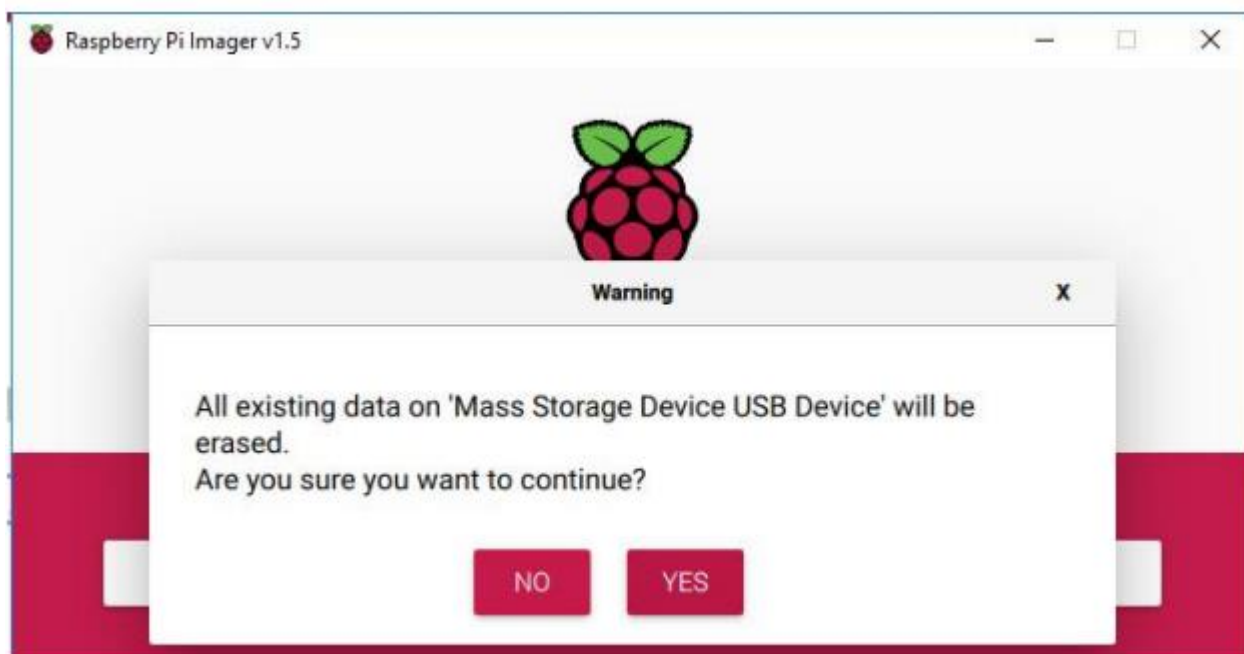 Raspberry Pi Imager v1.5
Warning
X
All existing data on 'Mass Storage Device USB Device' will be
erased.
Are you sure you want to continue?
NO YES